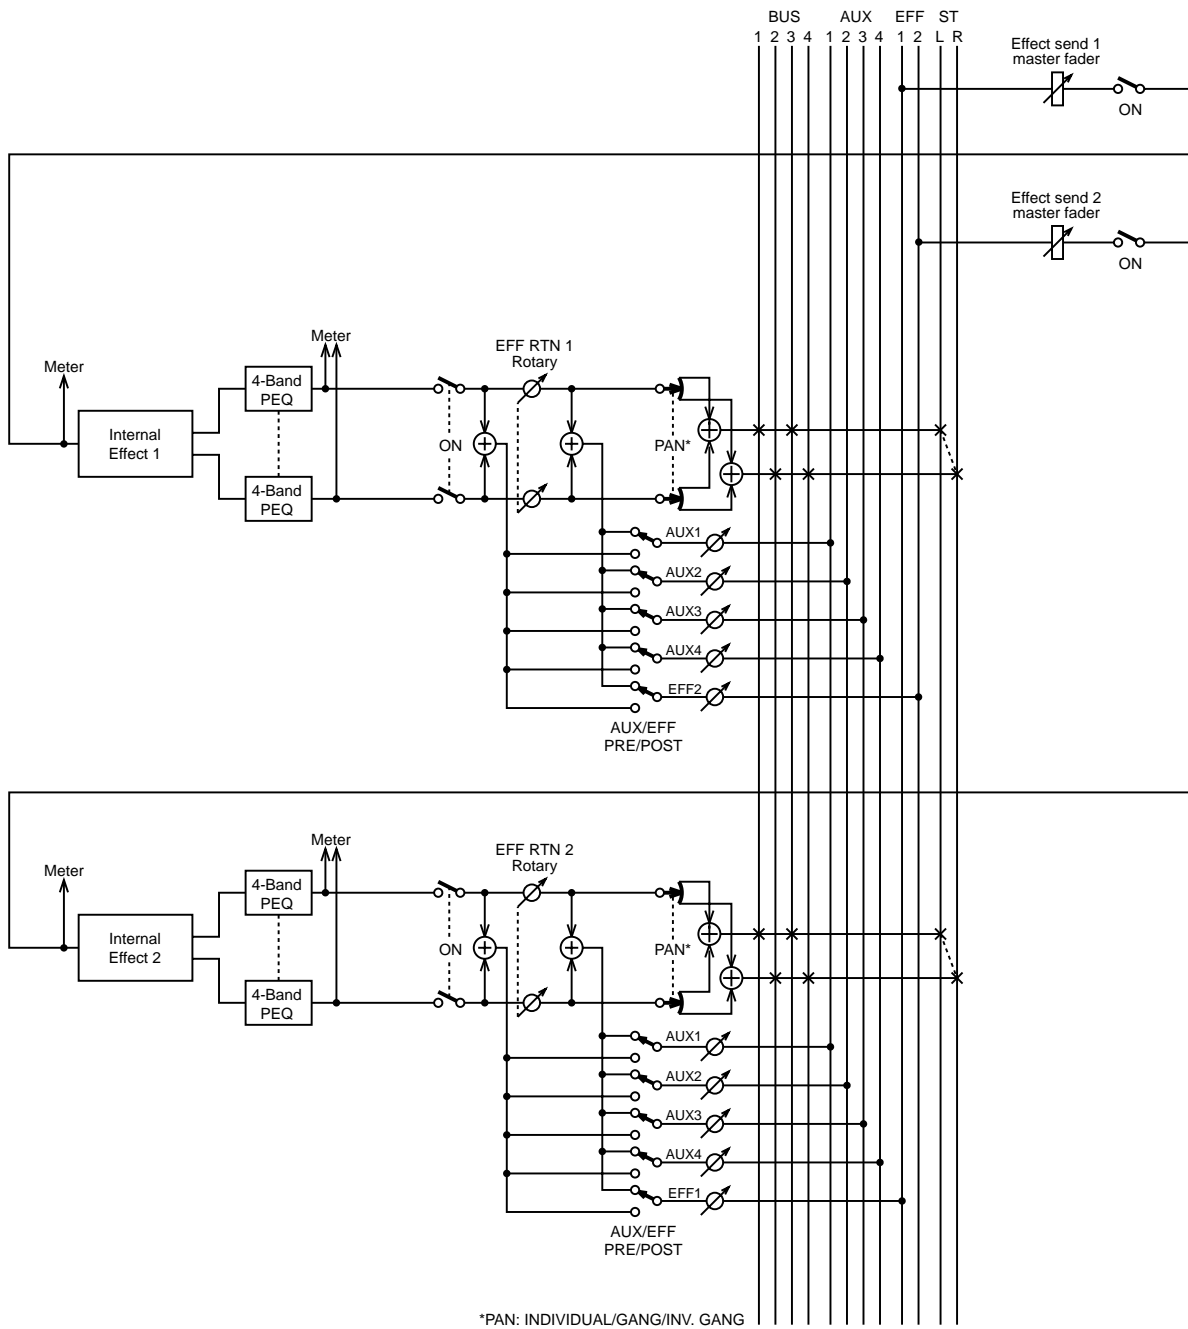 BUS AUX EFF ST
1 2 3 4 1 2 3 4 1 2 L R
Effect send 1
master fader
ON
Effect send 2
master fader
ON
Meter
Meter
EFF RTN 1
Rotary
4-Band
PEQ
Internal
Effect 1
ON
PAN*
4-Band
PEQ
AUX1
AUX2
AUX3
AUX4
EFF2
AUX/EFF
PRE/POST
Meter
Meter
EFF RTN 2
Rotary
4-Band
PEQ
Internal
Effect 2
ON
PAN*
4-Band
PEQ
AUX1
AUX2
AUX3
AUX4
EFF1
AUX/EFF
PRE/POST
*PAN: INDIVIDUAL/GANG/INV. GANG